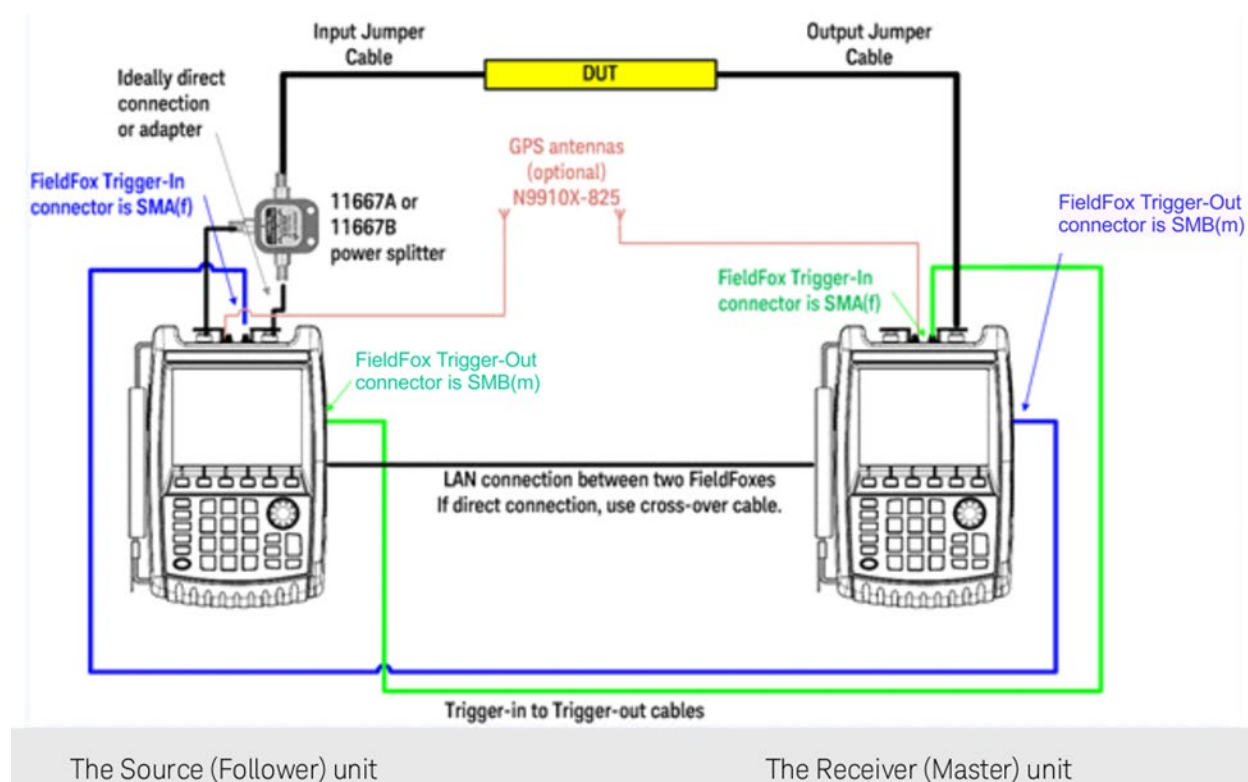 Input Jumper
Cable
Output Jumper
Cable
DUT
Ideally direct
connection
or adapter
GPS antennas
(optional)
N9910X-825
FieldFox Trigger-In
connector is SMA(f)
11667A or
11667B
power splitter
FieldFox Trigger-Out
connector is SMB(m)
FieldFox Trigger-In
connector is SMA(f)
FieldFox Trigger-Out
connector is SMB(m)
LAN connection between two FieldFoxes
If direct connection, use cross-over cable.
Trigger-in to Trigger-out cables
The Source (Follower) unit
The Receiver (Master) unit